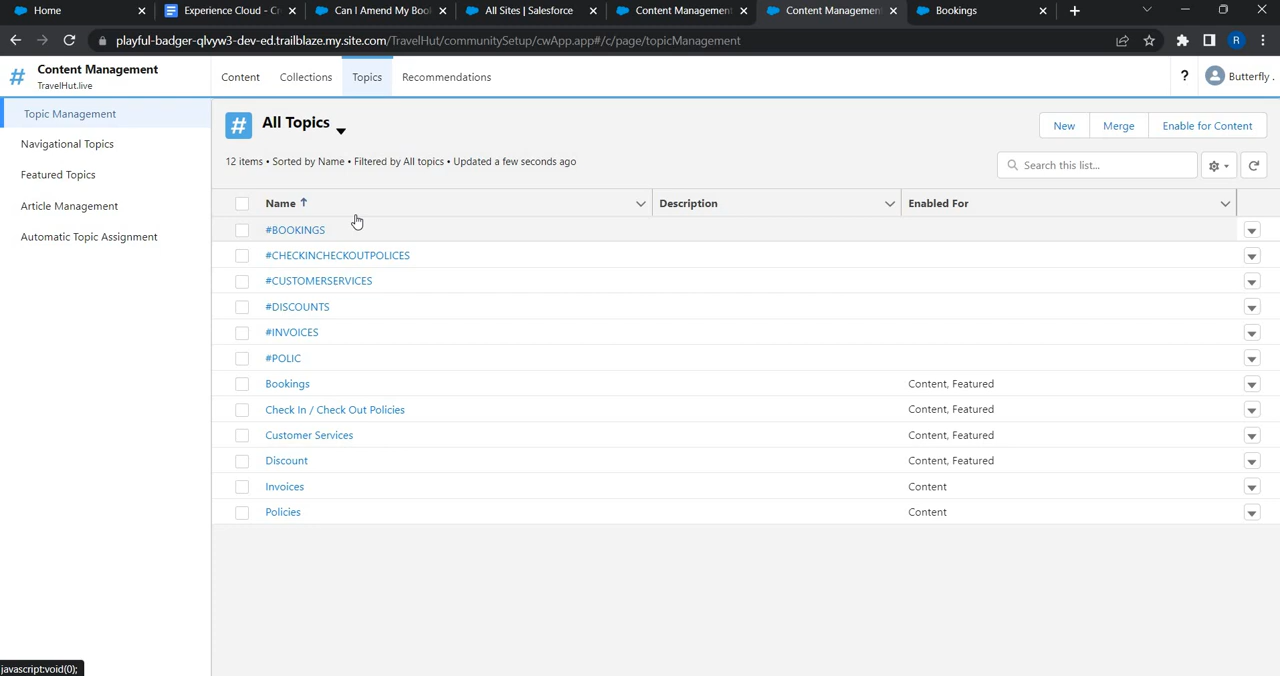 Home
Experience Cloud - Cr
Can I Amend My Boo
All Sites | Salesforce
Content Management
Content Management
Bookings
playful-badger-qlvyw3-dev-ed.trailblaze.my.site.com/TravelHut/communitySetup/cwApp.app#/c/page/topicManagement
R
# Content Management
TravelHut.live
Content Collections Topics Recommendations
? Butterfly .
Topic Management
Navigational Topics
Featured Topics
Article Management
Automatic Topic Assignment
# All Topics
New Merge Enable for Content
12 items • Sorted by Name • Filtered by All topics • Updated a few seconds ago
Search this list...
Name ↑ Description Enabled For
#BOOKINGS
#CHECKINCHECKOUTPOLICES
#CUSTOMERSERVICES
#DISCOUNTS
#INVOICES
#POLIC
Bookings Content, Featured
Check In / Check Out Policies Content, Featured
Customer Services Content, Featured
Discount Content, Featured
Invoices Content
Policies Content
javascript:void(0);